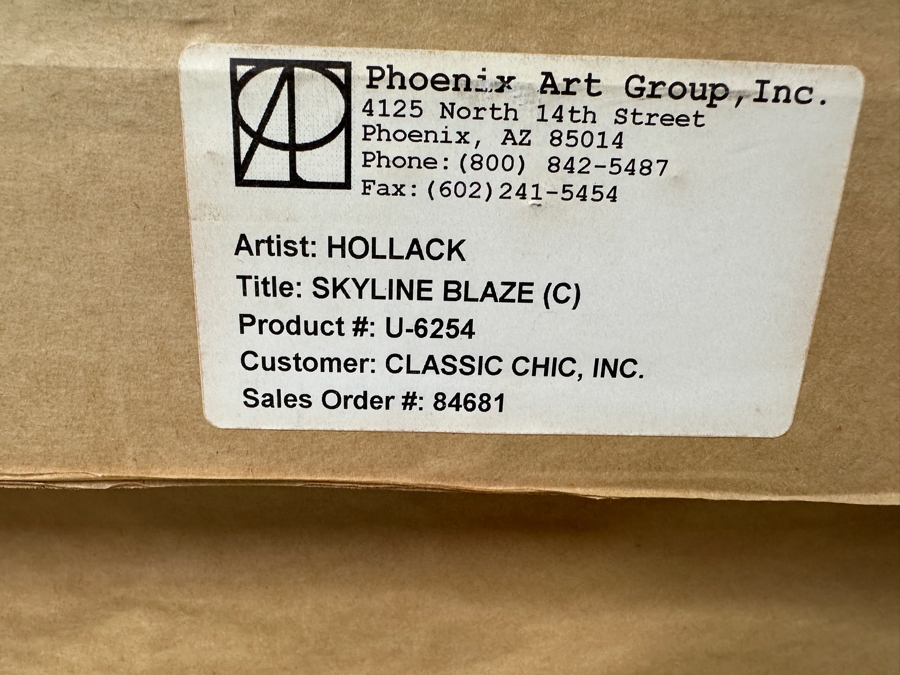 Phoenix Art Group,Inc.
4125 North 14th Street
Phoenix, AZ 85014
Phone:(800) 842-5487
Fax:(602)241-5454
Artist: HOLLACK
Title: SKYLINE BLAZE (C)
Product #: U-6254
Customer: CLASSIC CHIC, INC.
Sales Order #: 84681